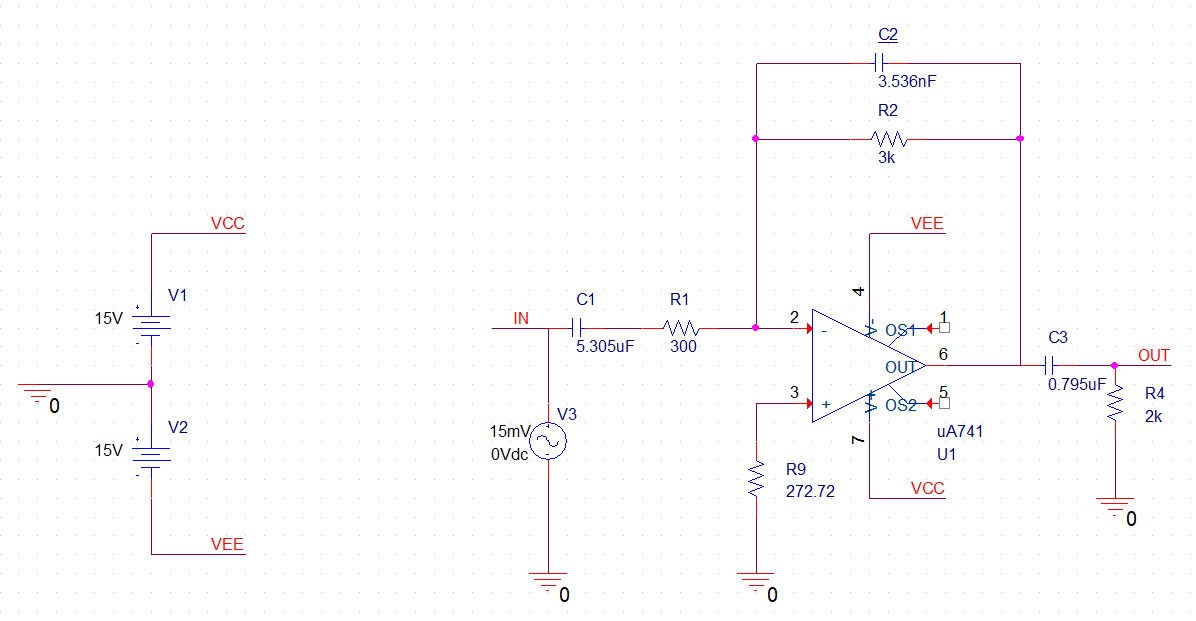 C2
3.536nF
R2
3k
VCC
VEE
V1
15V
4
C1
R1
IN
2
1
-
V-
OS1
5.305uF
300
C3
6
OUT
OUT
0
3
5
0.795uF
R4
+
V+
OS2
2k
V2
V3
15mV
uA741
7
15V
0Vdc
U1
R9
272.72
VCC
0
VEE
0
0